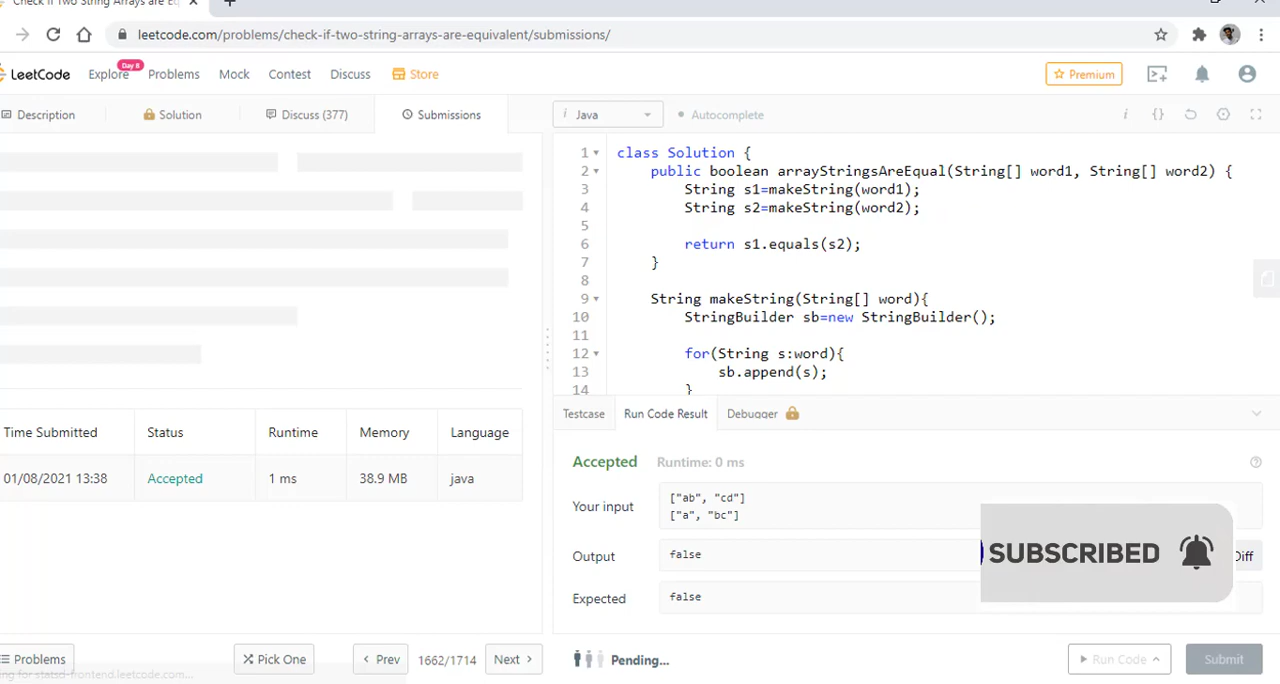 Check if Two String Arrays are Eq
leetcode.com/problems/check-if-two-string-arrays-are-equivalent/submissions/
LeetCode
Explore
Day 8
Problems
Mock
Contest
Discuss
Store
Premium
Description
Solution
Discuss (377)
Submissions
i Java
Autocomplete
1 class Solution {
2 public boolean arrayStringsAreEqual(String[] word1, String[] word2) {
3 String s1=makeString(word1);
4 String s2=makeString(word2);
5
6 return s1.equals(s2);
7 }
8
9 String makeString(String[] word){
10 StringBuilder sb=new StringBuilder();
11
12 for(String s:word){
13 sb.append(s);
14 }
Testcase
Run Code Result
Debugger
Time Submitted Status Runtime Memory Language
01/08/2021 13:38 Accepted 1 ms 38.9 MB java
Accepted Runtime: 0 ms
Your input
["ab", "cd"]
["a", "bc"]
Output
false
Diff
Expected
false
SUBSCRIBED
Problems
Pick One
Prev
1662/1714
Next
Pending...
Run Code
Submit
for statsd-frontend.leetcode.com...